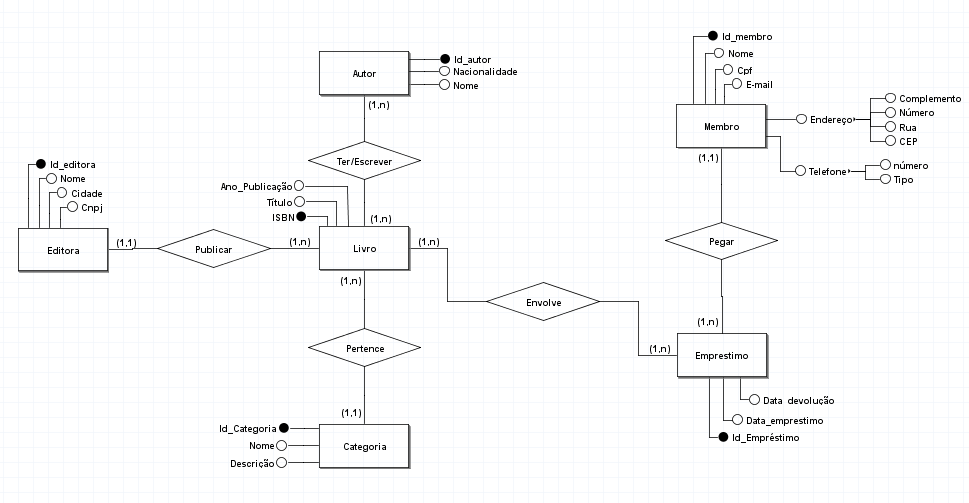 Id_membro
Nome
Cpf
E-mail
Membro
Endereço
Complemento
Número
Rua
CEP
Telefone
número
Tipo
(1,1)
Id_autor
Nacionalidade
Nome
Autor
(1,n)
Ter/Escrever
(1,n)
Ano_Publicação
Título
ISBN
Id_editora
Nome
Cidade
Cnpj
Editora
(1,1)
Publicar
(1,n)
Livro
(1,n)
(1,n)
Pegar
Envolve
(1,n)
(1,n)
Emprestimo
Pertence
(1,1)
Data devolução
Data_emprestimo
Id_Empréstimo
Id_Categoria
Nome
Descrição
Categoria